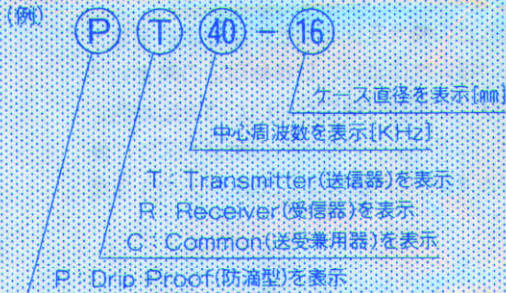 (例)
P T 40 - 16
ケース直径を表示[mm]
中心周波数を表示[KHz]
T : Transmitter(送信器)を表示
R : Receiver(受信器)を表示
C : Common(送受兼用器)を表示
P : Drip Proof(防滴型)を表示